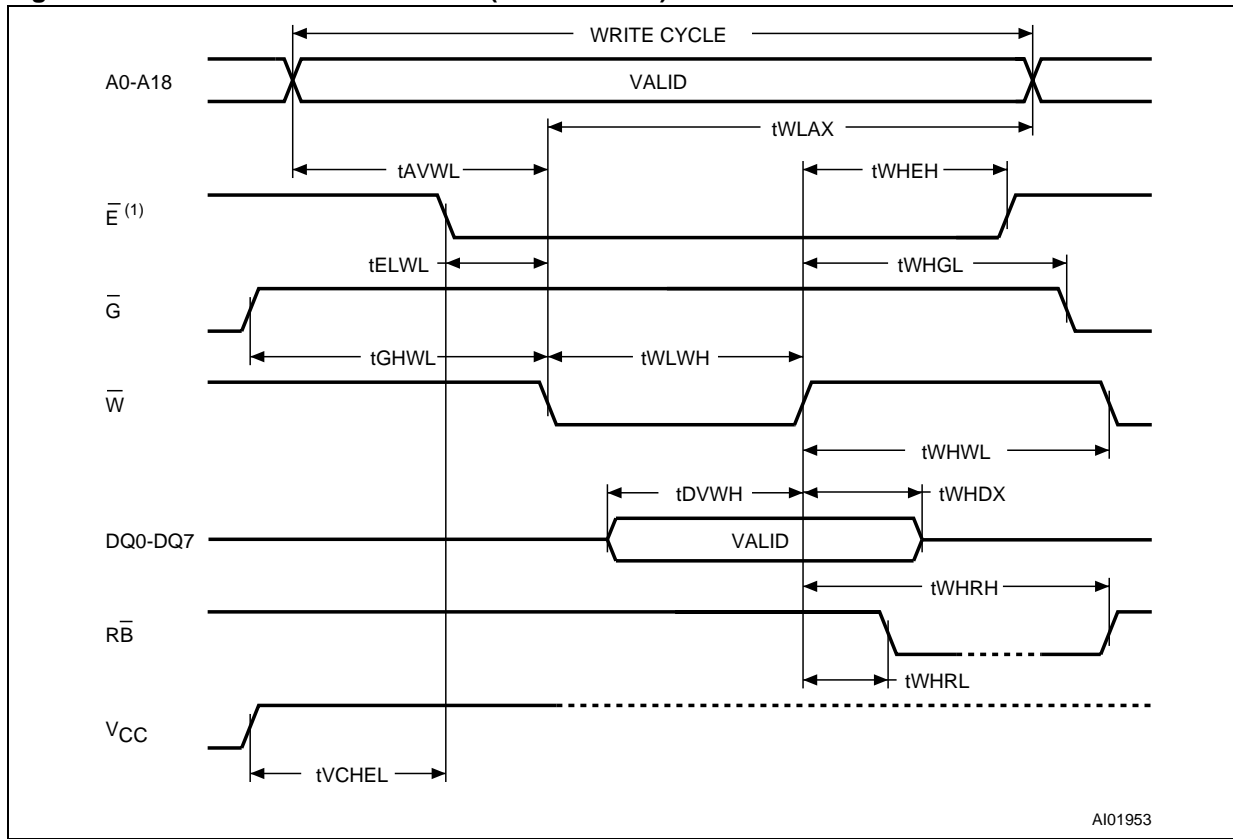 WRITE CYCLE
A0-A18 VALID
tWLAX
tAVWL tWHEH
E̅ (1)
tELWL tWHGL
G̅
tGHWL tWLWH
W̅
tWHWL
tDVWH tWHDX
DQ0-DQ7 VALID
tWHRH
RB̅
tWHRL
VCC
tVCHEL
AI01953